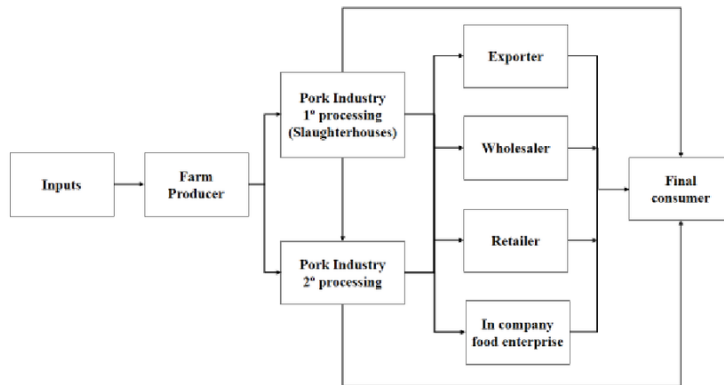 Inputs
Farm
Producer
Pork Industry
1º processing
(Slaughterhouses)
Pork Industry
2º processing
Exporter
Wholesaler
Retailer
In company
food enterprise
Final
consumer